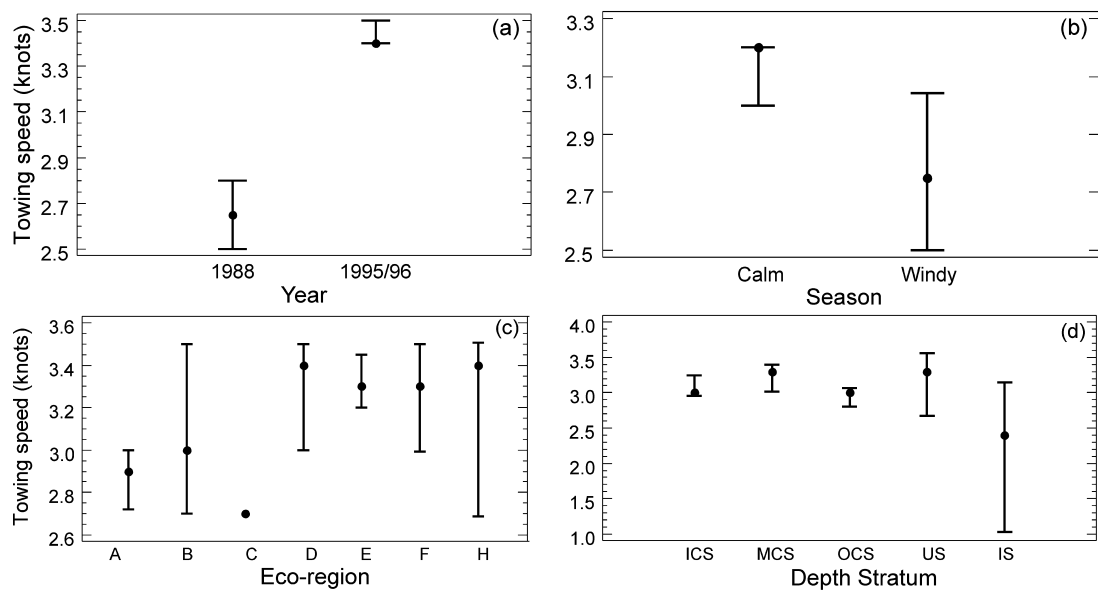 (a)
Towing speed (knots)
3.5
3.3
3.1
2.9
2.7
2.5
1988 1995/96
Year
(b)
3.3
3.1
2.9
2.7
2.5
Calm Windy
Season
(c)
Towing speed (knots)
3.6
3.4
3.2
3.0
2.8
2.6
A B C D E F H
Eco-region
(d)
4.0
3.5
3.0
2.5
2.0
1.5
1.0
ICS MCS OCS US IS
Depth Stratum